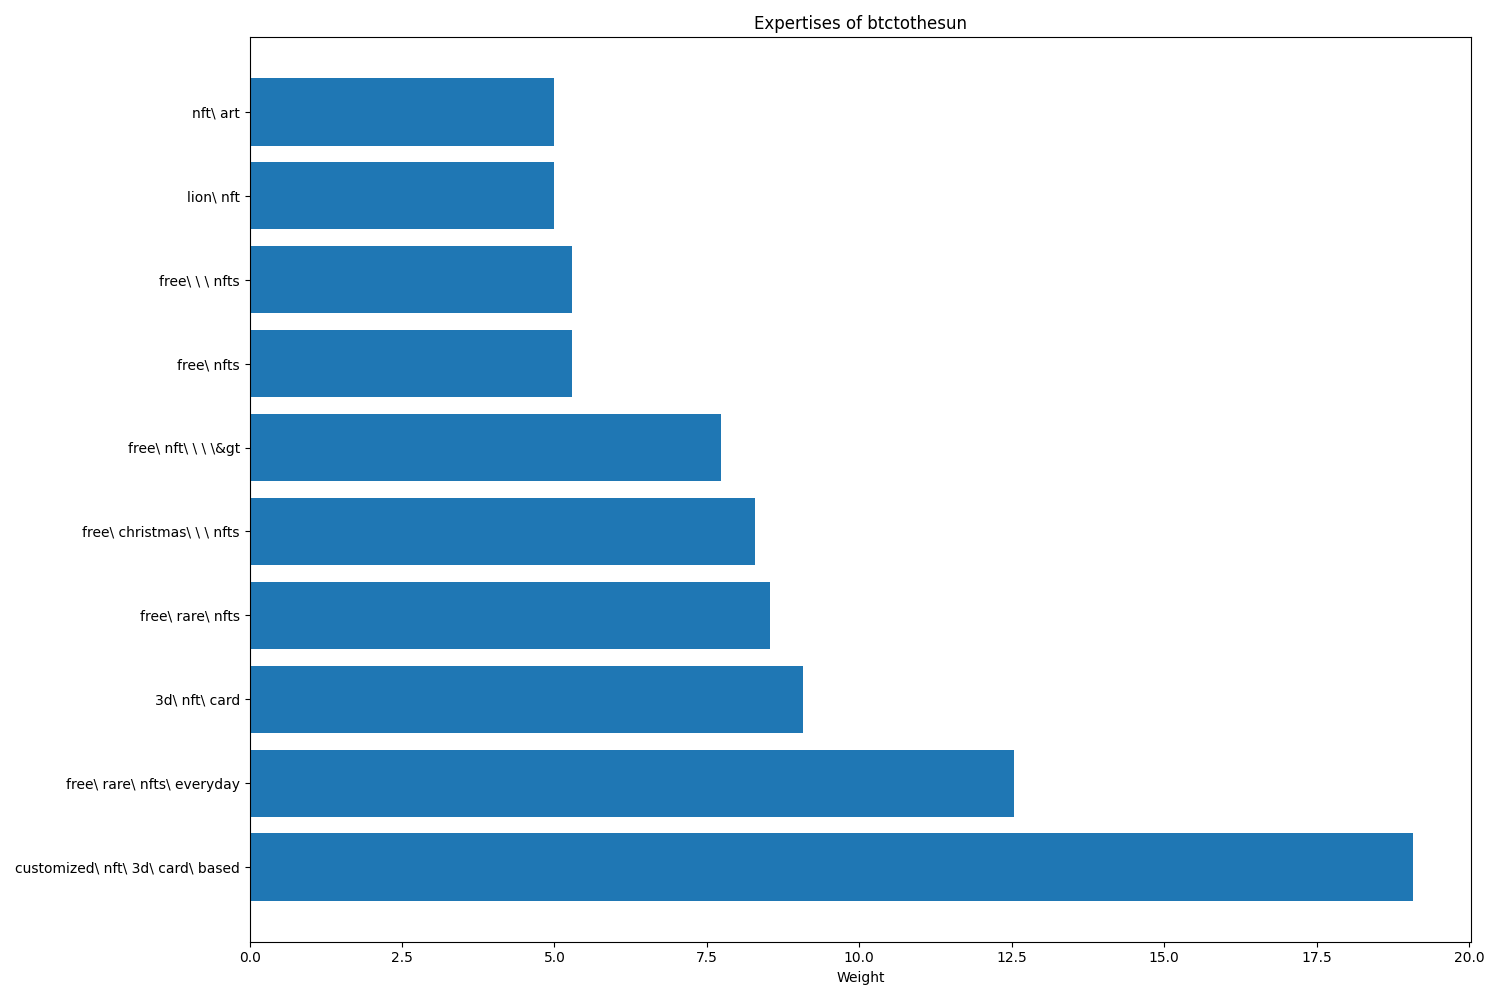 Expertises of btctothesun
nft\ art
lion\ nft
free\ \ \ nfts
free\ nfts
free\ nft\ \ \ \&gt
free\ christmas\ \ \ nfts
free\ rare\ nfts
3d\ nft\ card
free\ rare\ nfts\ everyday
customized\ nft\ 3d\ card\ based
0.0 2.5 5.0 7.5 10.0 12.5 15.0 17.5 20.0
Weight